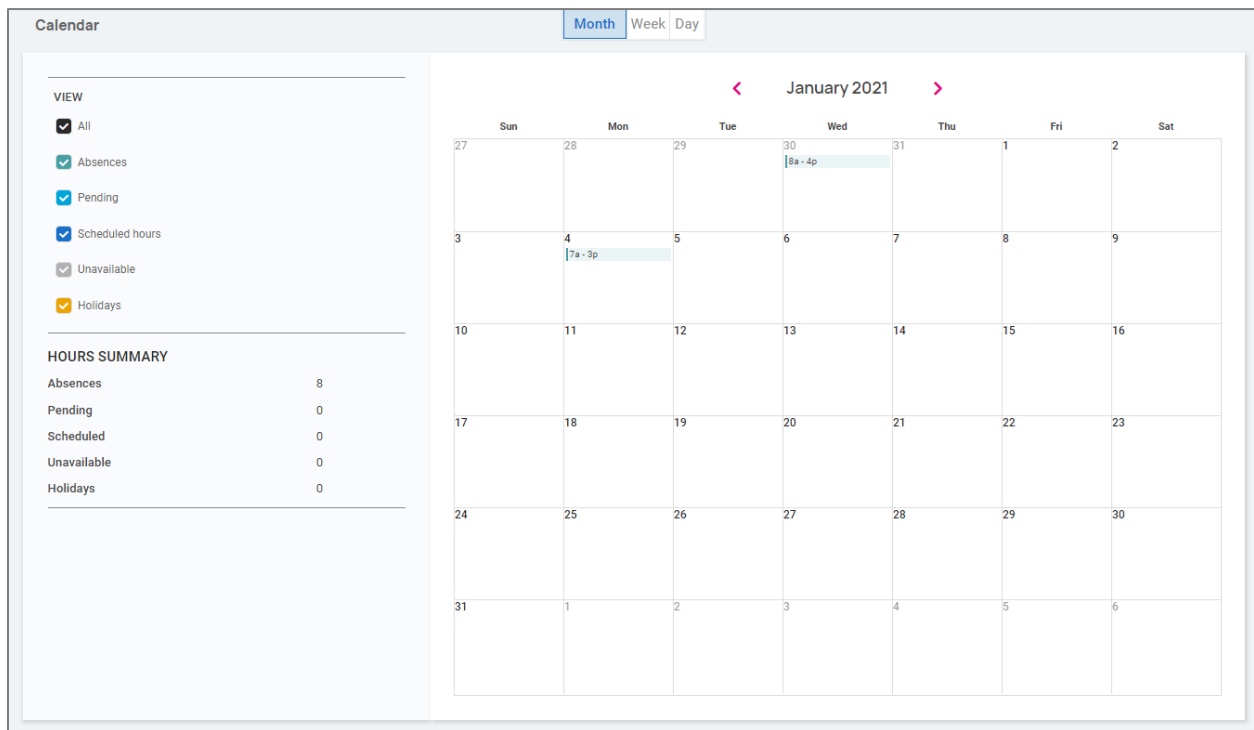 Calendar
Month Week Day
VIEW
All
Absences
Pending
Scheduled hours
Unavailable
Holidays
HOURS SUMMARY
Absences 8
Pending 0
Scheduled 0
Unavailable 0
Holidays 0
January 2021
Sun Mon Tue Wed Thu Fri Sat
27 28 29 30 31 1 2
8a - 4p
3 4 5 6 7 8 9
7a - 3p
10 11 12 13 14 15 16
17 18 19 20 21 22 23
24 25 26 27 28 29 30
31 1 2 3 4 5 6